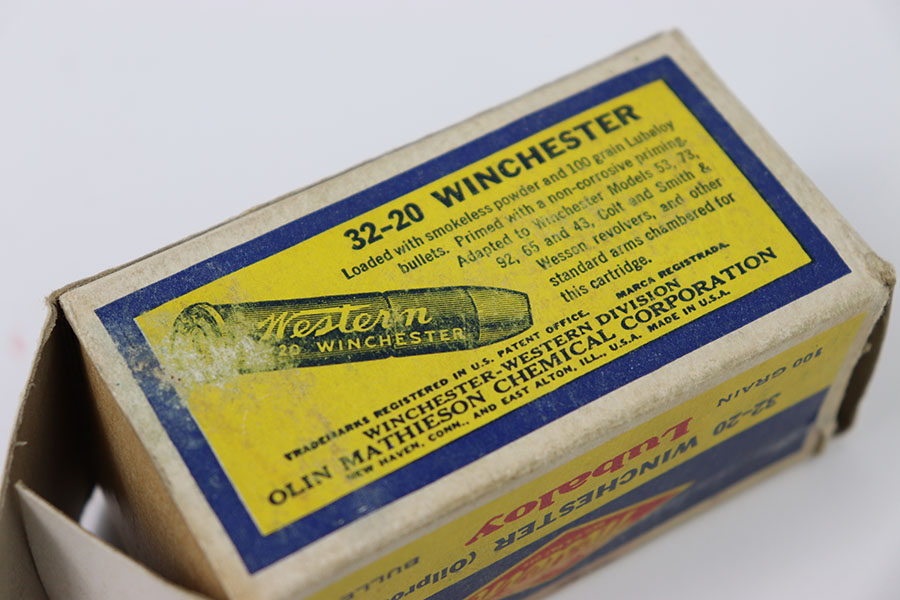 32-20 WINCHESTER
Loaded with smokeless powder and 100 grain Lubaloy
bullets. Primed with a non-corrosive priming.
Adapted to Winchester Models 53, 73,
92, 65 and 43, Colt and Smith &
Wesson revolvers, and other
standard arms chambered for
this cartridge.
Western
20 WINCHESTER
TRADEMARKS REGISTERED IN U.S. PATENT OFFICE. MARCA REGISTRADA.
WINCHESTER-WESTERN DIVISION
OLIN MATHIESON CHEMICAL CORPORATION
NEW HAVEN, CONN., AND EAST ALTON, ILL., U.S.A. MADE IN U.S.A.
100 GRAIN
Lubaloy
BULLE
32-20 WINCHESTER (Oilpro
Western